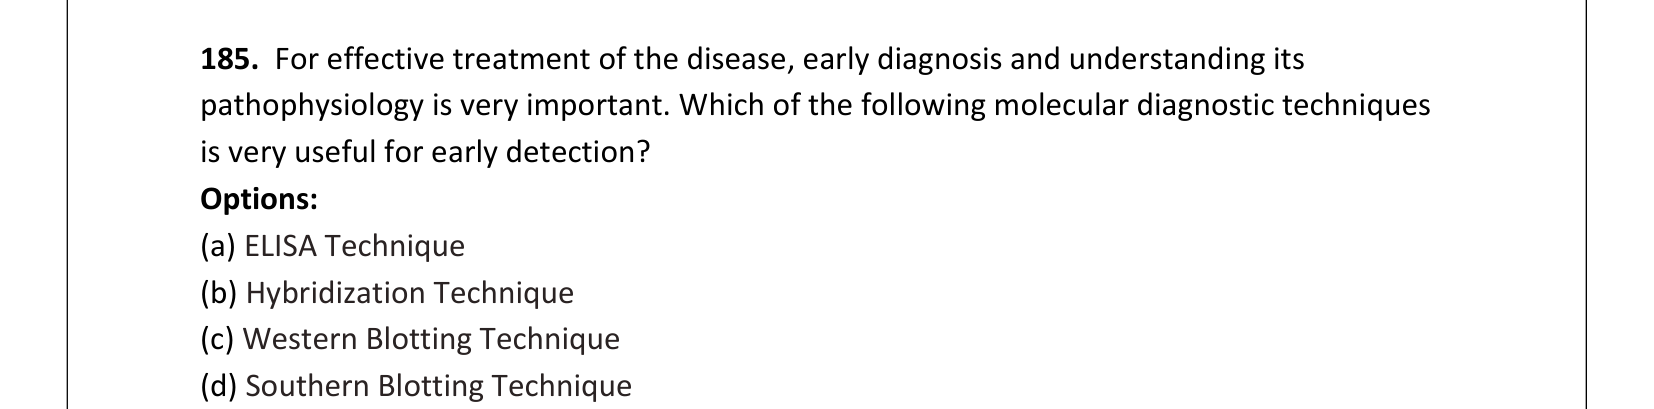 185. For effective treatment of the disease, early diagnosis and understanding its
pathophysiology is very important. Which of the following molecular diagnostic techniques
is very useful for early detection?
Options:
(a) ELISA Technique
(b) Hybridization Technique
(c) Western Blotting Technique
(d) Southern Blotting Technique